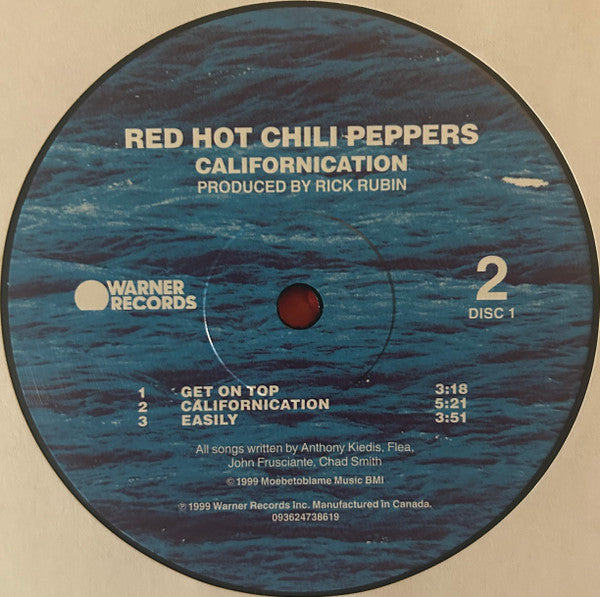 RED HOT CHILI PEPPERS
CALIFORNICATION
PRODUCED BY RICK RUBIN
WARNER
RECORDS
2
DISC 1
1 GET ON TOP 3:18
2 CALIFORNICATION 5:21
3 EASILY 3:51
All songs written by Anthony Kiedis, Flea,
John Frusciante, Chad Smith
© 1999 Moebetoblame Music BMI
℗ 1999 Warner Records Inc. Manufactured in Canada.
093624738619